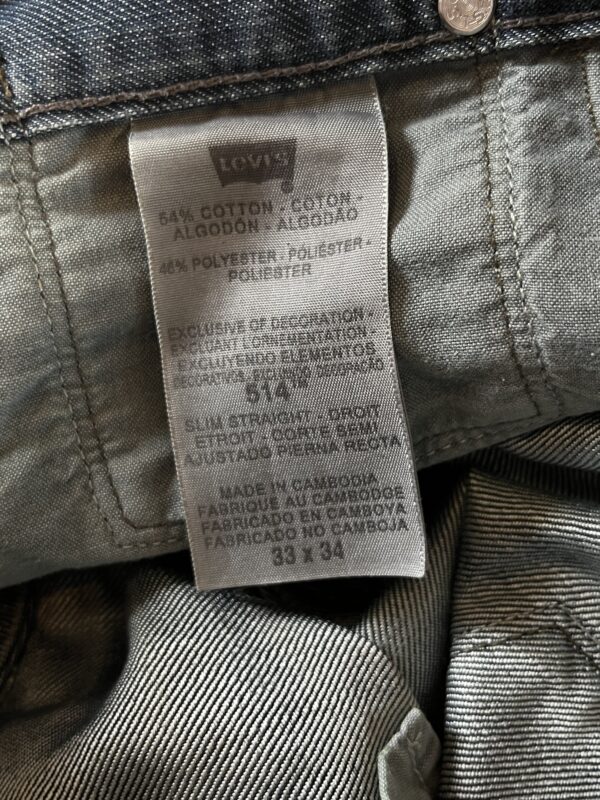 LEVI'S
54% COTTON - COTON -
ALGODÓN - ALGODÃO
46% POLYESTER - POLIÉSTER -
POLIESTER
EXCLUSIVE OF DECORATION -
EXCLUANT L'ORNEMENTATION -
EXCLUYENDO ELEMENTOS
DECORATIVOS, EXCLUINDO DECORAÇÃO
514™
SLIM STRAIGHT - DROIT
ETROIT - CORTE SEMI
AJUSTADO PIERNA RECTA
MADE IN CAMBODIA
FABRIQUE AU CAMBODGE
FABRICADO EN CAMBOYA
FABRICADO NO CAMBOJA
33 x 34